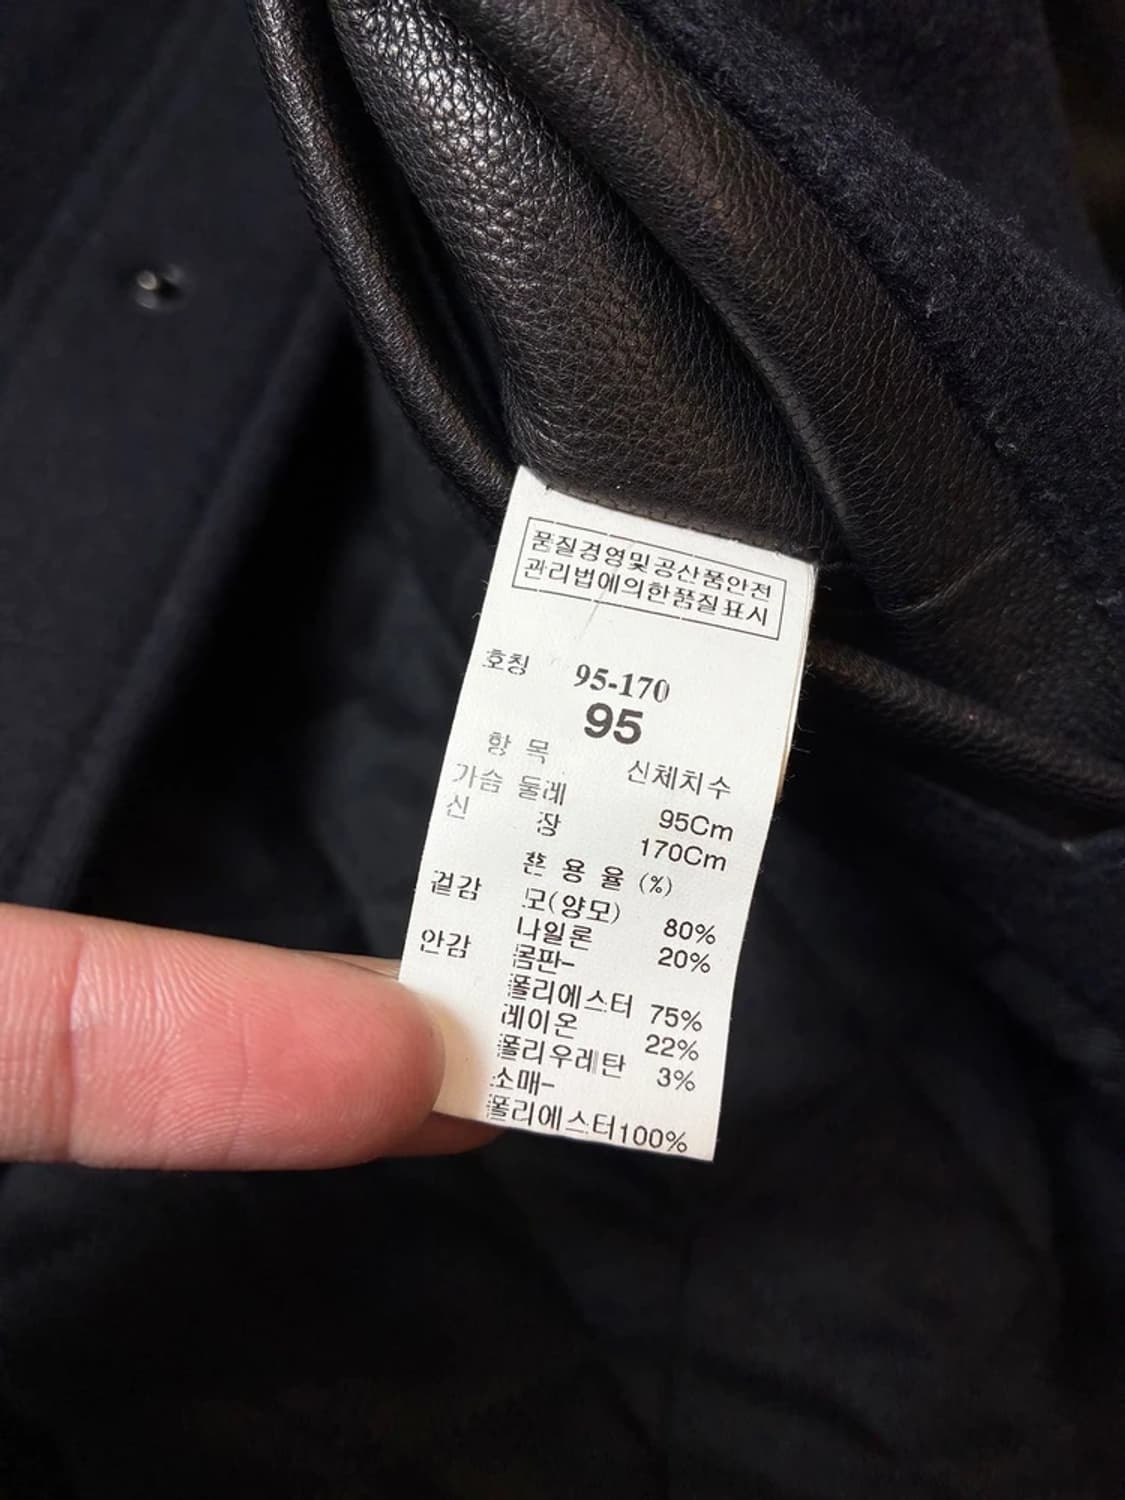 품질경영및공산품안전
관리법에의한품질표시
호칭 95-170
95
항 목 신체치수
가슴 둘레 95Cm
신 장 170Cm
혼 용 율 (%)
겉감 모(양모) 80%
나일론 20%
안감 몸판-
폴리에스터 75%
레이온 22%
폴리우레탄 3%
소매-
폴리에스터100%